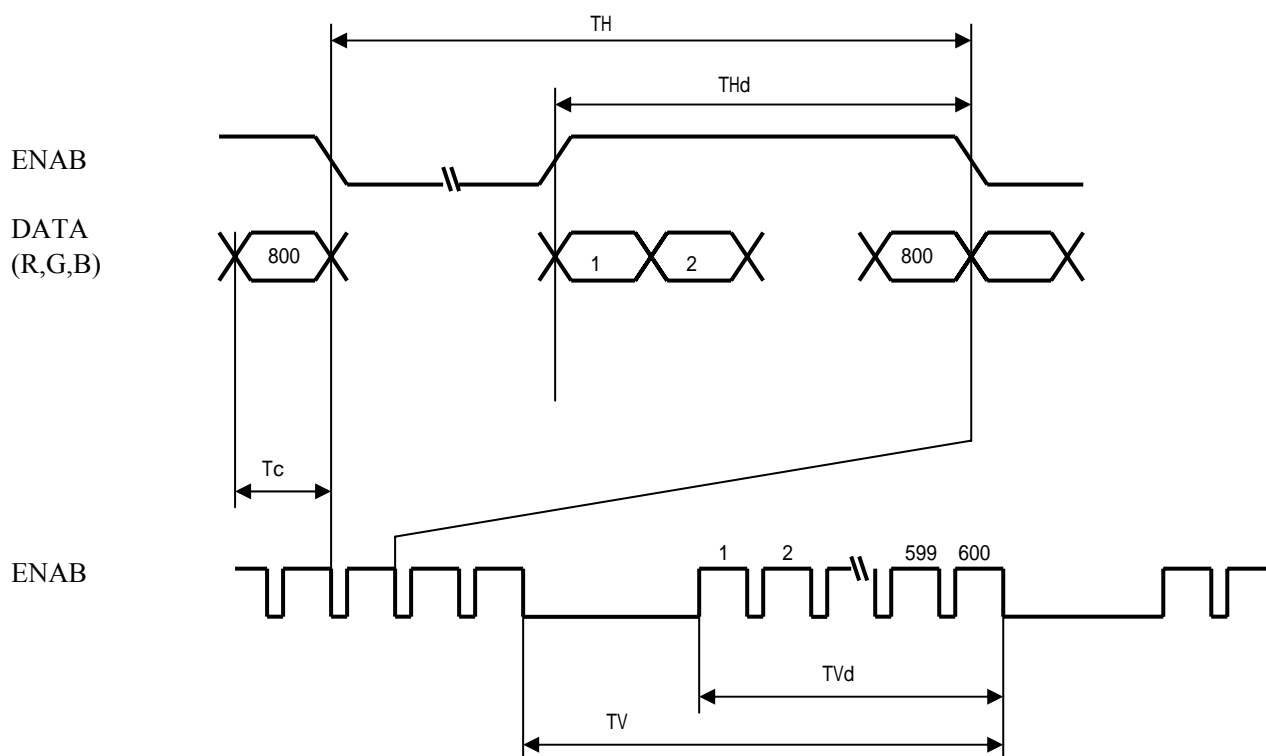 TH
THd
ENAB
DATA
(R,G,B)
800
1
2
800
Tc
ENAB
1
2
599
600
TVd
TV